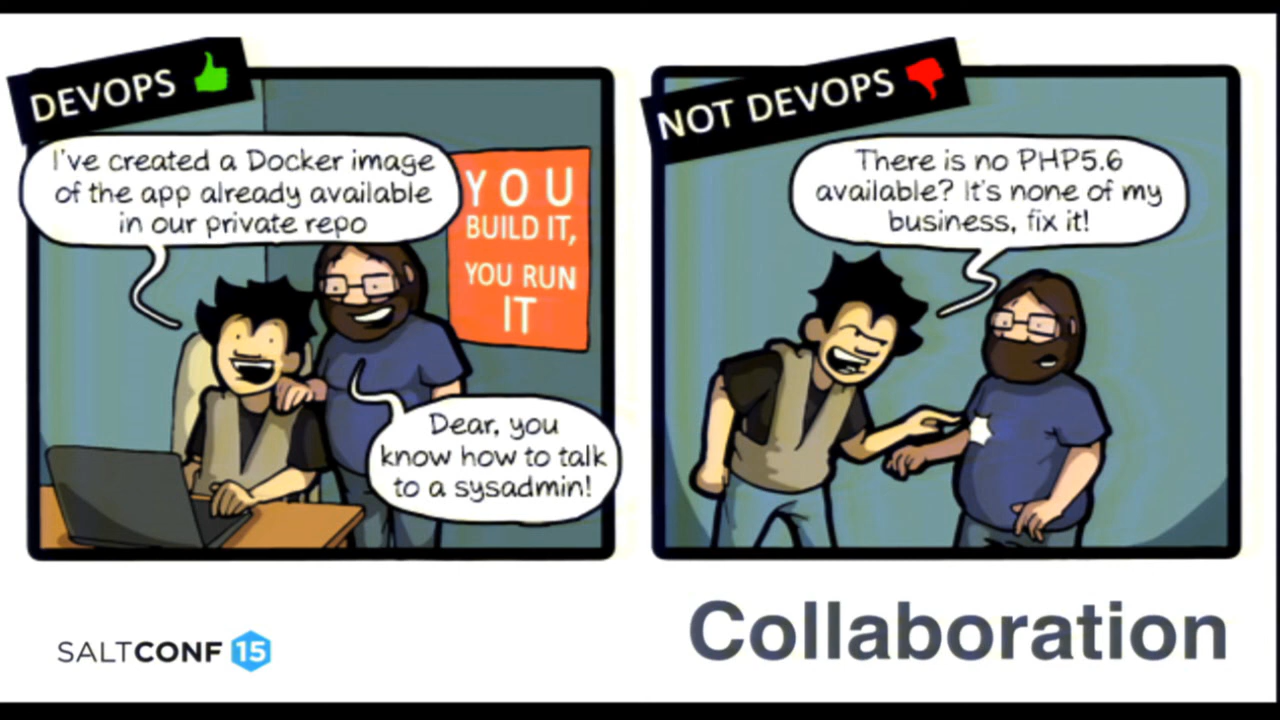 DEVOPS
I've created a Docker image
of the app already available
in our private repo
YOU
BUILD IT,
YOU RUN
IT
Dear, you
know how to talk
to a sysadmin!
NOT DEVOPS
There is no PHP5.6
available? It's none of my
business, fix it!
SALTCONF 15
Collaboration